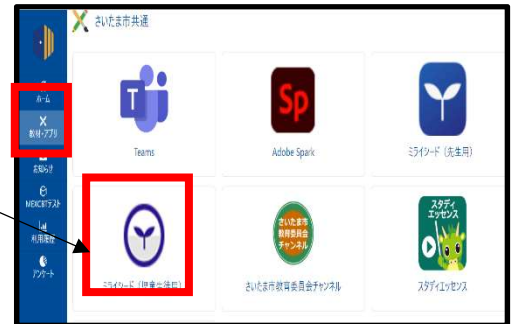 さいたま市共通
ホーム
教材・アプリ
お知らせ
MEXCBTテスト
利用履歴
アンケート
T
Teams
Sp
Adobe Spark
ミライシード（先生用）
ミライシード（児童生徒用）
さいたま市
教育委員会
チャンネル
さいたま市教育委員会チャンネル
スタディ
エッセンス
スタディエッセンス